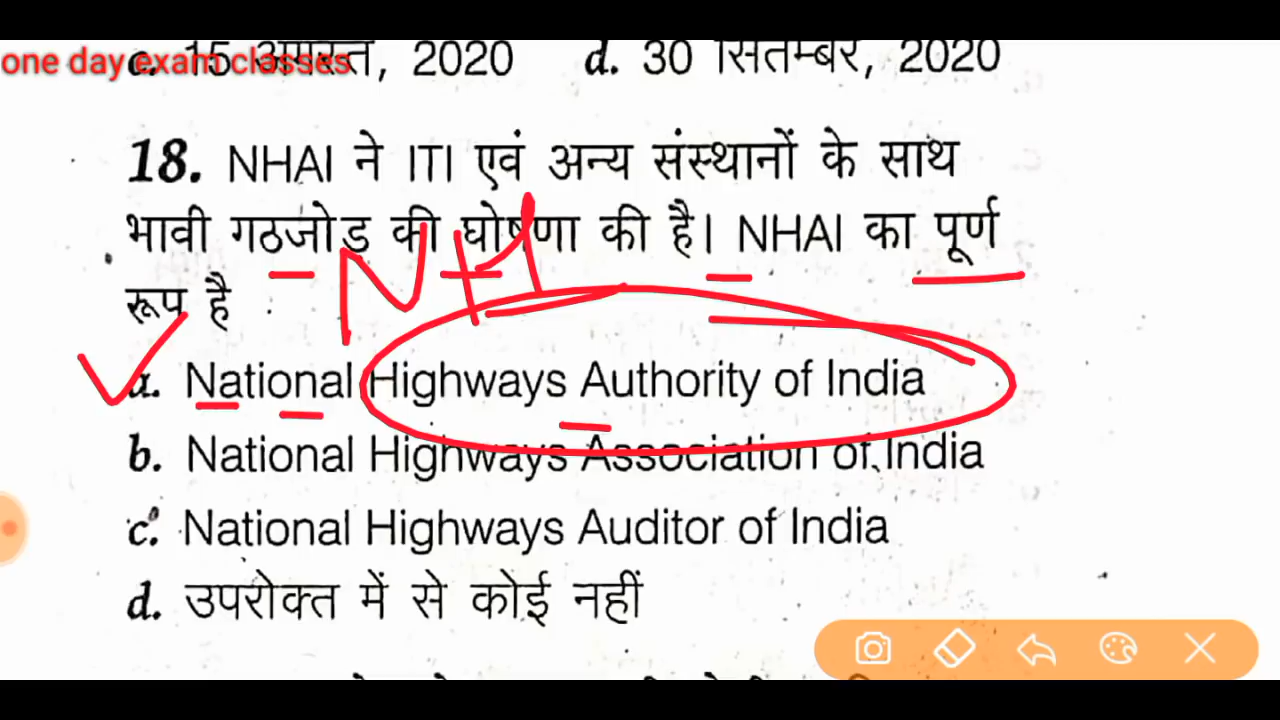 one day exam classes
c. 15 अगस्त, 2020 d. 30 सितम्बर, 2020
18. NHAI ने ITI एवं अन्य संस्थानों के साथ
भावी गठजोड़ की घोषणा की है। NHAI का पूर्ण
रूप है
NH
a. National Highways Authority of India
b. National Highways Association of India
c. National Highways Auditor of India
d. उपरोक्त में से कोई नहीं